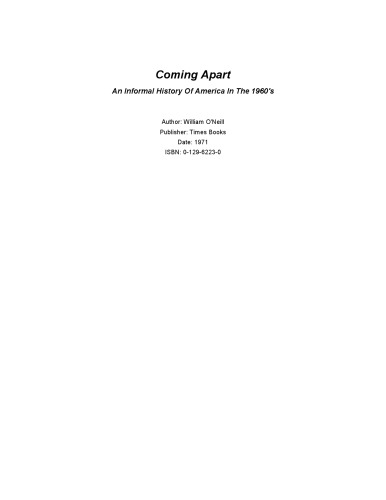 Coming Apart
An Informal History Of America In The 1960's
Author: William O'Neill
Publisher: Times Books
Date: 1971
ISBN: 0-129-6223-0